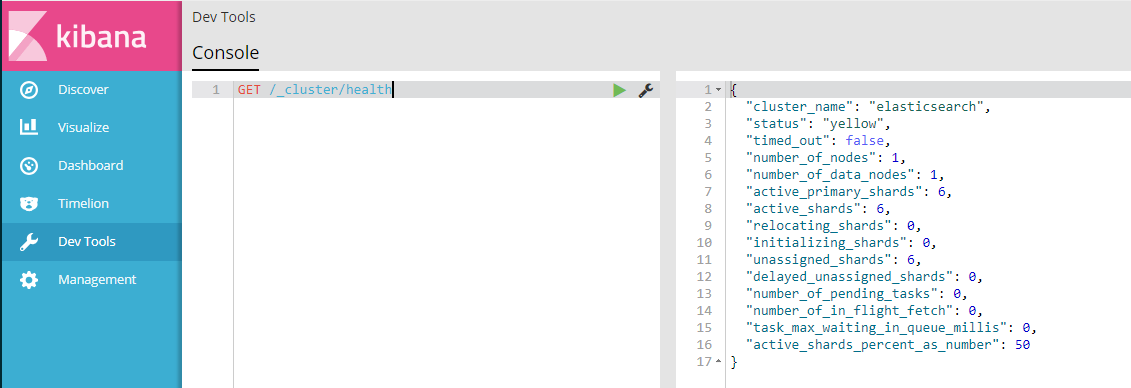 kibana
Discover
Visualize
Dashboard
Timelion
Dev Tools
Management
Dev Tools
Console
1 GET /_cluster/health
1 {
2 "cluster_name": "elasticsearch",
3 "status": "yellow",
4 "timed_out": false,
5 "number_of_nodes": 1,
6 "number_of_data_nodes": 1,
7 "active_primary_shards": 6,
8 "active_shards": 6,
9 "relocating_shards": 0,
10 "initializing_shards": 0,
11 "unassigned_shards": 6,
12 "delayed_unassigned_shards": 0,
13 "number_of_pending_tasks": 0,
14 "number_of_in_flight_fetch": 0,
15 "task_max_waiting_in_queue_millis": 0,
16 "active_shards_percent_as_number": 50
17 }